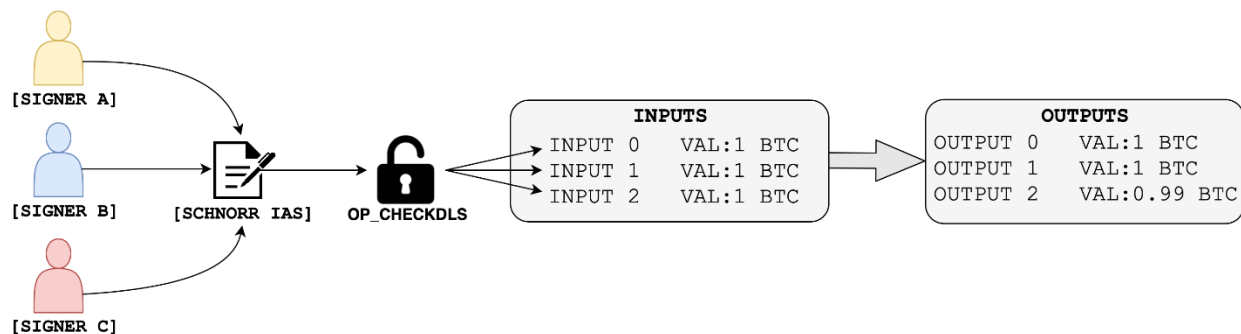 [SIGNER A]
[SIGNER B]
[SIGNER C]
[SCHNORR IAS]
OP_CHECKDLS
INPUTS
INPUT 0 VAL:1 BTC
INPUT 1 VAL:1 BTC
INPUT 2 VAL:1 BTC
OUTPUTS
OUTPUT 0 VAL:1 BTC
OUTPUT 1 VAL:1 BTC
OUTPUT 2 VAL:0.99 BTC